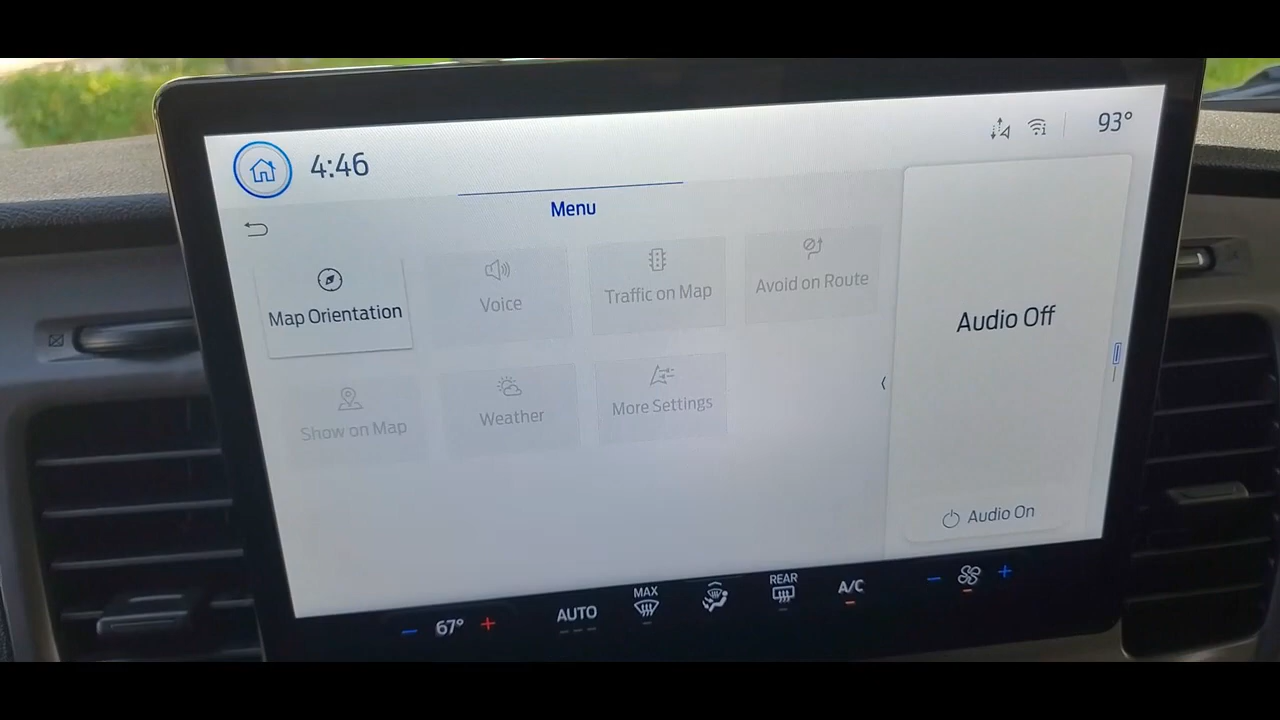 4:46
93°
Menu
Map Orientation
Voice
Traffic on Map
Avoid on Route
Show on Map
Weather
More Settings
Audio Off
Audio On
67°
AUTO
MAX
REAR
A/C